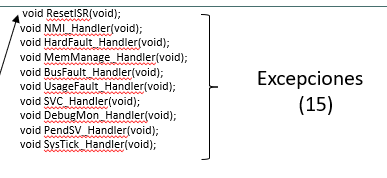 void ResetISR(void);
void NMI_Handler(void);
void HardFault_Handler(void);
void MemManage_Handler(void);
void BusFault_Handler(void);
void UsageFault_Handler(void);
void SVC_Handler(void);
void DebugMon_Handler(void);
void PendSV_Handler(void);
void SysTick_Handler(void);
Excepciones
(15)